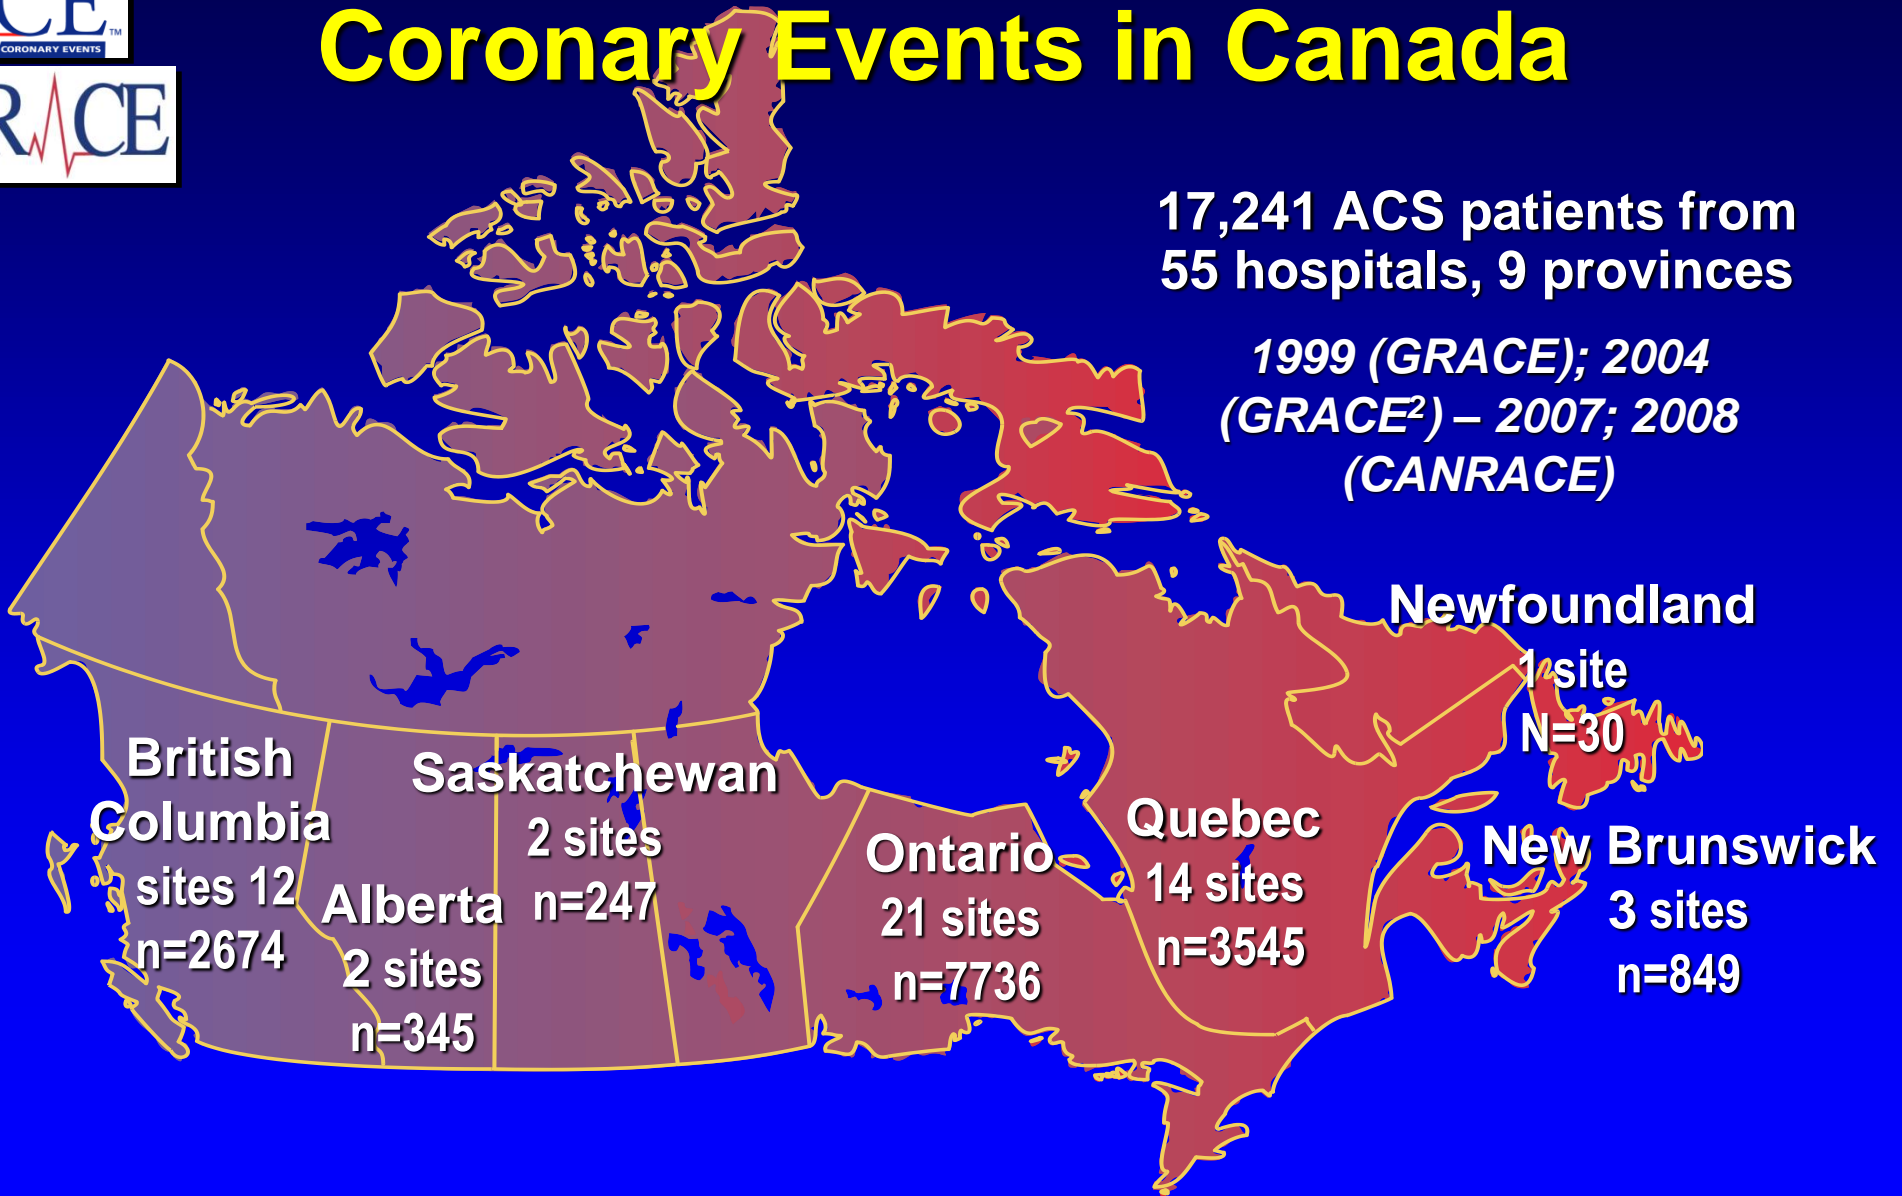 CE™
CORONARY EVENTS
RACE
Coronary Events in Canada
17,241 ACS patients from
55 hospitals, 9 provinces
1999 (GRACE); 2004
(GRACE²) – 2007; 2008
(CANRACE)
Newfoundland
1 site
N=30
British
Columbia
sites 12
n=2674
Saskatchewan
2 sites
n=247
Alberta
2 sites
n=345
Ontario
21 sites
n=7736
Quebec
14 sites
n=3545
New Brunswick
3 sites
n=849